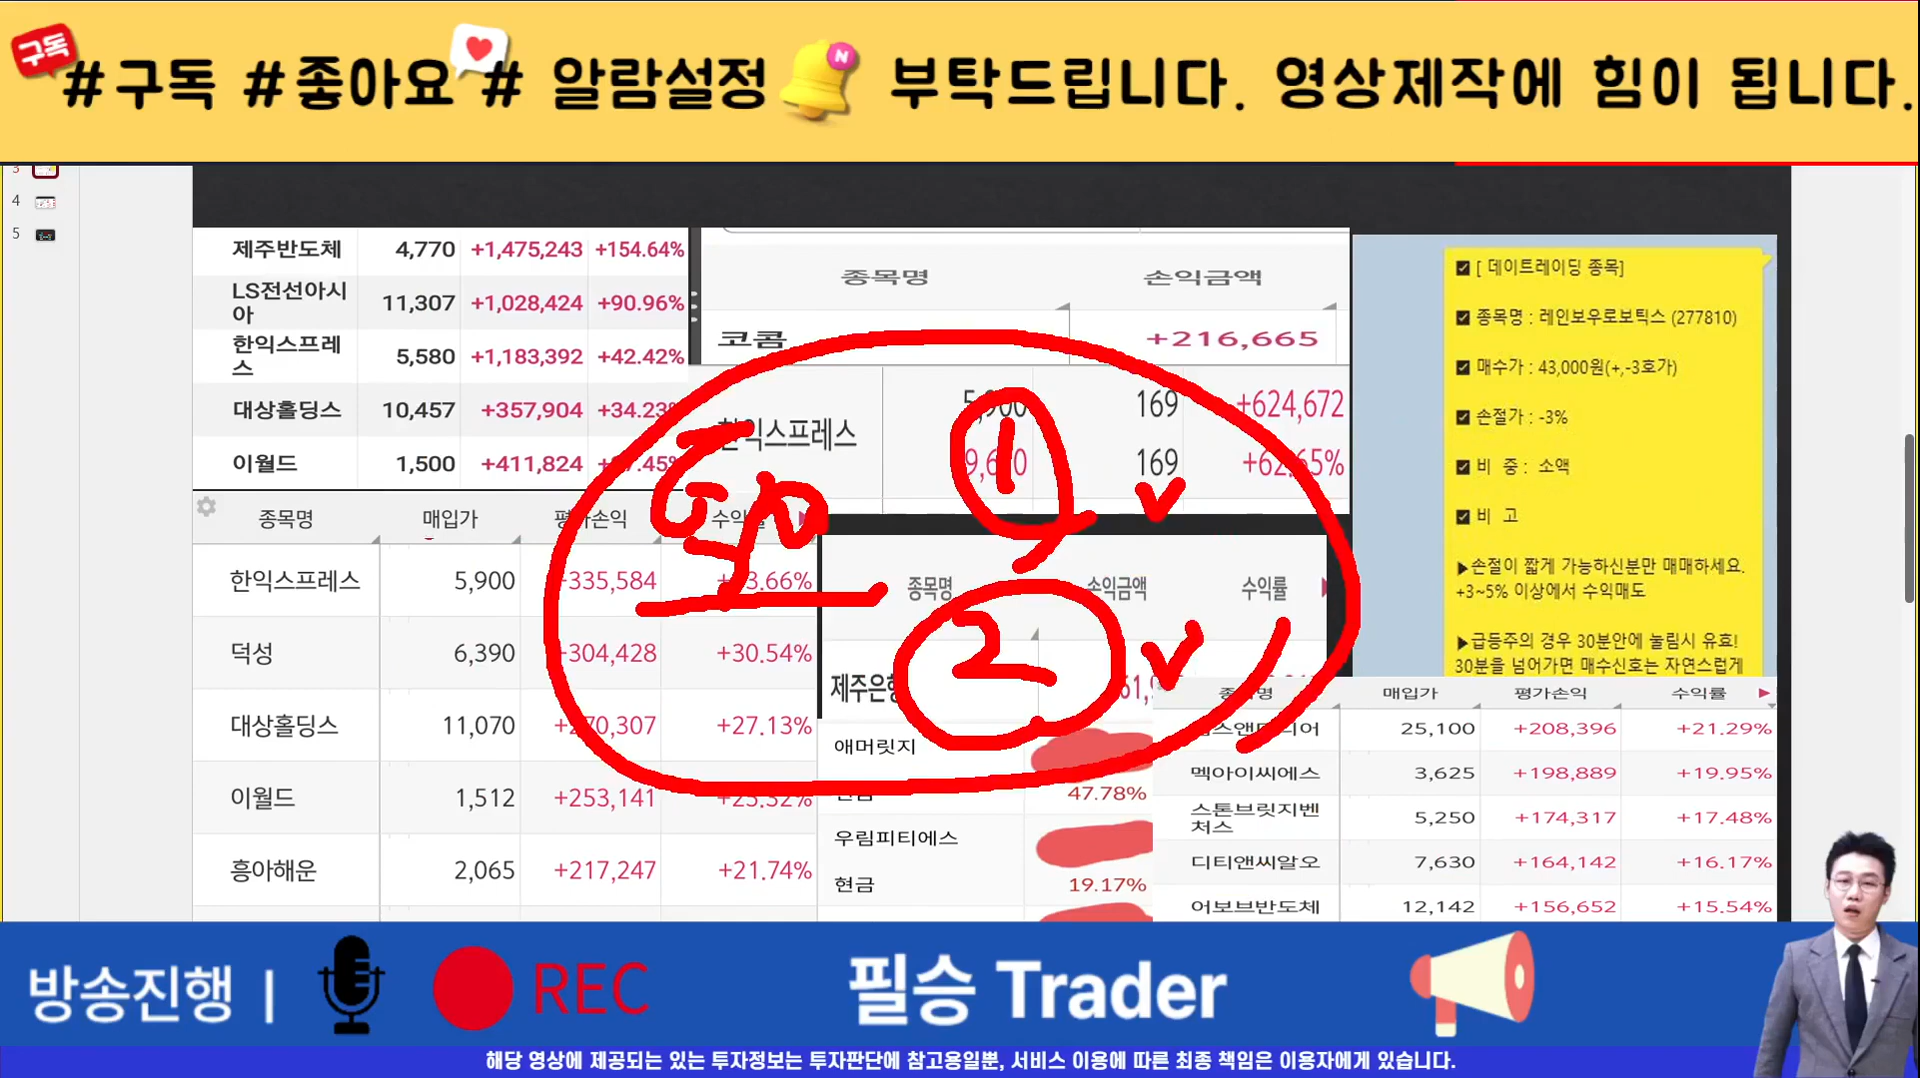 구독
#구독 #좋아요 # 알람설정 N 부탁드립니다. 영상제작에 힘이 됩니다.
3
4
5
제주반도체 4,770 +1,475,243 +154.64%
LS전선아시아 11,307 +1,028,424 +90.96%
한익스프레스 5,580 +1,183,392 +42.42%
대상홀딩스 10,457 +357,904 +34.23%
이월드 1,500 +411,824
종목명 매입가 평가손익
한익스프레스 5,900 +335,584
덕성 6,390 +304,428 +30.54%
대상홀딩스 11,070 +27.13%
이월드 1,512 +253,141
흥아해운 2,065 +217,247 +21.74%
종목명 손익금액
코콤 +216,665
한익스프레스 5,900 169 +624,672
169
1
2
종목명 손익금액 수익률
애머릿지
47.78%
우림피티에스
현금 19.17%
[ 데이트레이딩 종목]
종목명 : 레인보우로보틱스 (277810)
매수가 : 43,000원(+,-3호가)
손절가 : -3%
비 중 : 소액
비 고
▶손절이 짧게 가능하신분만 매매하세요.
+3~5% 이상에서 수익매도
▶급등주의 경우 30분안에 눌림시 유효!
30분을 넘어가면 매수신호는 자연스럽게
종목명 매입가 평가손익 수익률
25,100 +208,396 +21.29%
멕아이씨에스 3,625 +198,889 +19.95%
스톤브릿지벤처스 5,250 +174,317 +17.48%
디티앤씨알오 7,630 +164,142 +16.17%
어보브반도체 12,142 +156,652 +15.54%
방송진행 | REC 필승 Trader
해당 영상에 제공되는 있는 투자정보는 투자판단에 참고용일뿐, 서비스 이용에 따른 최종 책임은 이용자에게 있습니다.